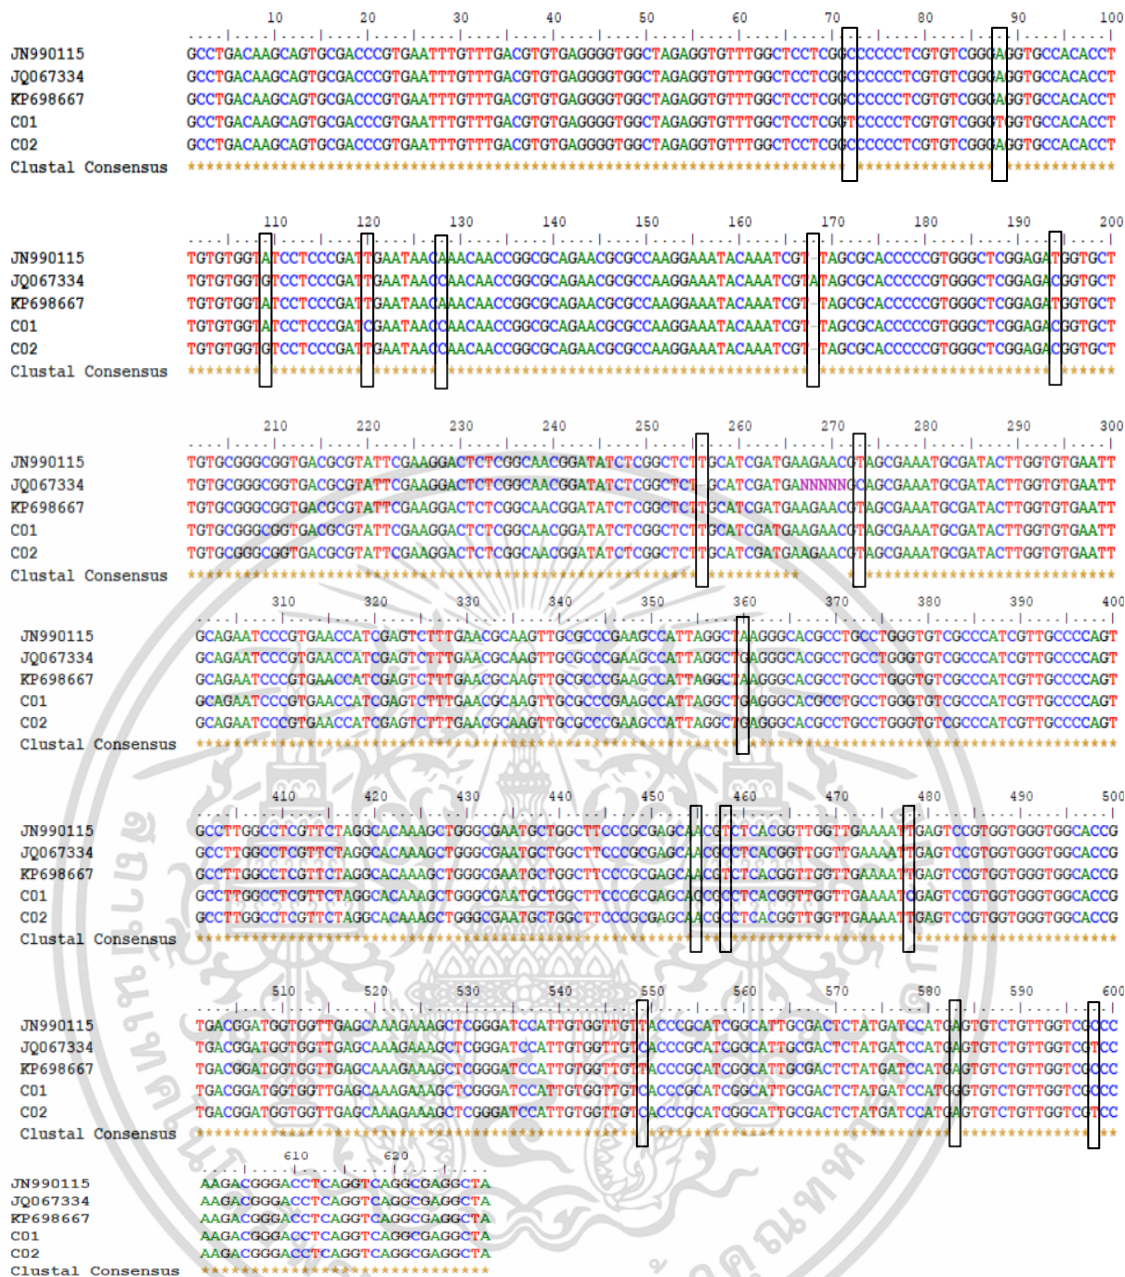 10 20 30 40 50 60 70 80 90 100
JN990115 GCCTGACAAGCAGTGCGACCCGTGAATTTGTTTGACGTGTGAGGGGTGGCTAGAGGTGTTTGGCTCCTCGGCCCCCCTCGTGTCGGGAGGTGCCACACCT
JQ067334 GCCTGACAAGCAGTGCGACCCGTGAATTTGTTTGACGTGTGAGGGGTGGCTAGAGGTGTTTGGCTCCTCGGCCCCCCTCGTGTCGGGAGGTGCCACACCT
KP698667 GCCTGACAAGCAGTGCGACCCGTGAATTTGTTTGACGTGTGAGGGGTGGCTAGAGGTGTTTGGCTCCTCGGCCCCCCTCGTGTCGGGAGGTGCCACACCT
C01 GCCTGACAAGCAGTGCGACCCGTGAATTTGTTTGACGTGTGAGGGGTGGCTAGAGGTGTTTGGCTCCTCGGTCCCCCTCGTGTCGGGTGGTGCCACACCT
C02 GCCTGACAAGCAGTGCGACCCGTGAATTTGTTTGACGTGTGAGGGGTGGCTAGAGGTGTTTGGCTCCTCGGCCCCCCTCGTGTCGGGAGGTGCCACACCT
Clustal Consensus
110 120 130 140 150 160 170 180 190 200
JN990115 TGTGTGGTATCCTCCCGATTGAATAACAAACAACCGGCGCAGAACGCGCCAAGGAAATACAAATCGT-TAGCGCACCCCCGTGGGCTCGGAGATGGTGCT
JQ067334 TGTGTGGTGTCCTCCCGATTGAATAACCAACAACCGGCGCAGAACGCGCCAAGGAAATACAAATCGTATAGCGCACCCCCGTGGGCTCGGAGACGGTGCT
KP698667 TGTGTGGTATCCTCCCGATTGAATAACAAACAACCGGCGCAGAACGCGCCAAGGAAATACAAATCGT-TAGCGCACCCCCGTGGGCTCGGAGATGGTGCT
C01 TGTGTGGTATCCTCCCGATCGAATAACCAACAACCGGCGCAGAACGCGCCAAGGAAATACAAATCGT-TAGCGCACCCCCGTGGGCTCGGAGACGGTGCT
C02 TGTGTGGTGTCCTCCCGATTGAATAACCAACAACCGGCGCAGAACGCGCCAAGGAAATACAAATCGT-TAGCGCACCCCCGTGGGCTCGGAGACGGTGCT
Clustal Consensus
210 220 230 240 250 260 270 280 290 300
JN990115 TGTGCGGGCGGTGACGCGTATTCGAAGGACTCTCGGCAACGGATATCTCGGCTCTTGCATCGATGAAGAACGTAGCGAAATGCGATACTTGGTGTGAATT
JQ067334 TGTGCGGGCGGTGACGCGTATTCGAAGGACTCTCGGCAACGGATATCTCGGCTCT-GCATCGATGANNNNNGCAGCGAAATGCGATACTTGGTGTGAATT
KP698667 TGTGCGGGCGGTGACGCGTATTCGAAGGACTCTCGGCAACGGATATCTCGGCTCTTGCATCGATGAAGAACGTAGCGAAATGCGATACTTGGTGTGAATT
C01 TGTGCGGGCGGTGACGCGTATTCGAAGGACTCTCGGCAACGGATATCTCGGCTCTTGCATCGATGAAGAACGTAGCGAAATGCGATACTTGGTGTGAATT
C02 TGTGCGGGCGGTGACGCGTATTCGAAGGACTCTCGGCAACGGATATCTCGGCTCTTGCATCGATGAAGAACGTAGCGAAATGCGATACTTGGTGTGAATT
Clustal Consensus
310 320 330 340 350 360 370 380 390 400
JN990115 GCAGAATCCCGTGAACCATCGAGTCTTTGAACGCAAGTTGCGCCCGAAGCCATTAGGCTAAGGGCACGCCTGCCTGGGTGTCGCCCATCGTTGCCCCAGT
JQ067334 GCAGAATCCCGTGAACCATCGAGTCTTTGAACGCAAGTTGCGCCCGAAGCCATTAGGCTGAGGGCACGCCTGCCTGGGTGTCGCCCATCGTTGCCCCAGT
KP698667 GCAGAATCCCGTGAACCATCGAGTCTTTGAACGCAAGTTGCGCCCGAAGCCATTAGGCTAAGGGCACGCCTGCCTGGGTGTCGCCCATCGTTGCCCCAGT
C01 GCAGAATCCCGTGAACCATCGAGTCTTTGAACGCAAGTTGCGCCCGAAGCCATTAGGCTGAGGGCACGCCTGCCTGGGTGTCGCCCATCGTTGCCCCAGT
C02 GCAGAATCCCGTGAACCATCGAGTCTTTGAACGCAAGTTGCGCCCGAAGCCATTAGGCTGAGGGCACGCCTGCCTGGGTGTCGCCCATCGTTGCCCCAGT
Clustal Consensus
410 420 430 440 450 460 470 480 490 500
JN990115 GCCTTGGCCTCGTTCTAGGCACAAAGCTGGGCGAATGCTGGCTTCCCGCGAGCAACGTCTCACGGTTGGTTGAAAATTGAGTCCGTGGTGGGTGGCACCG
JQ067334 GCCTTGGCCTCGTTCTAGGCACAAAGCTGGGCGAATGCTGGCTTCCCGCGAGCAACGCCTCACGGTTGGTTGAAAATTGAGTCCGTGGTGGGTGGCACCG
KP698667 GCCTTGGCCTCGTTCTAGGCACAAAGCTGGGCGAATGCTGGCTTCCCGCGAGCAACGTCTCACGGTTGGTTGAAAATTGAGTCCGTGGTGGGTGGCACCG
C01 GCCTTGGCCTCGTTCTAGGCACAAAGCTGGGCGAATGCTGGCTTCCCGCGAGCAGCGCCTCACGGTTGGTTGAAAATCGAGTCCGTGGTGGGTGGCACCG
C02 GCCTTGGCCTCGTTCTAGGCACAAAGCTGGGCGAATGCTGGCTTCCCGCGAGCAACGCCTCACGGTTGGTTGAAAATTGAGTCCGTGGTGGGTGGCACCG
Clustal Consensus
510 520 530 540 550 560 570 580 590 600
JN990115 TGACGGATGGTGGTTGAGCAAAGAAAGCTCGGGATCCATTGTGGTTGTTACCCGCATCGGCATTGCGACTCTATGATCCATGAGTGTCTGTTGGTCGCCC
JQ067334 TGACGGATGGTGGTTGAGCAAAGAAAGCTCGGGATCCATTGTGGTTGTCACCCGCATCGGCATTGCGACTCTATGATCCATGAGTGTCTGTTGGTCGTCC
KP698667 TGACGGATGGTGGTTGAGCAAAGAAAGCTCGGGATCCATTGTGGTTGTTACCCGCATCGGCATTGCGACTCTATGATCCATGAGTGTCTGTTGGTCGCCC
C01 TGACGGATGGTGGTTGAGCAAAGAAAGCTCGGGATCCATTGTGGTTGTCACCCGCATCGGCATTGCGACTCTATGATCCATGGGTGTCTGTTGGTCGCCC
C02 TGACGGATGGTGGTTGAGCAAAGAAAGCTCGGGATCCATTGTGGTTGTCACCCGCATCGGCATTGCGACTCTATGATCCATGAGTGTCTGTTGGTCGTCC
Clustal Consensus
610 620
JN990115 AAGACGGGACCTCAGGTCAGGCGAGGCTA
JQ067334 AAGACGGGACCTCAGGTCAGGCGAGGCTA
KP698667 AAGACGGGACCTCAGGTCAGGCGAGGCTA
C01 AAGACGGGACCTCAGGTCAGGCGAGGCTA
C02 AAGACGGGACCTCAGGTCAGGCGAGGCTA
Clustal Consensus